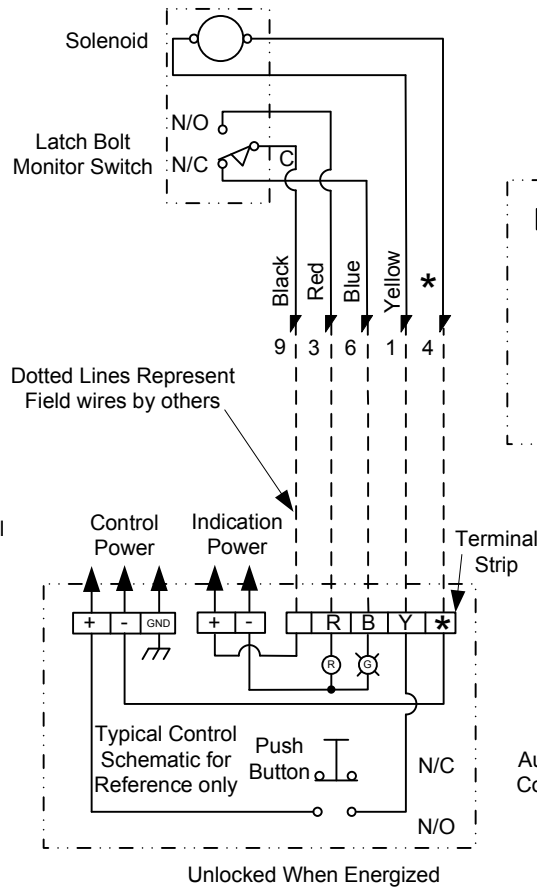 Solenoid
N/O
Latch Bolt
Monitor Switch
N/C
C
Black
Red
Blue
Yellow
*
9 3 6 1 4
Dotted Lines Represent
Field wires by others
Control
Power
Indication
Power
Terminal
Strip
+ - GND
+ -
R B Y *
R G
Typical Control
Schematic for
Reference only
Push
Button
N/C
N/O
Unlocked When Energized